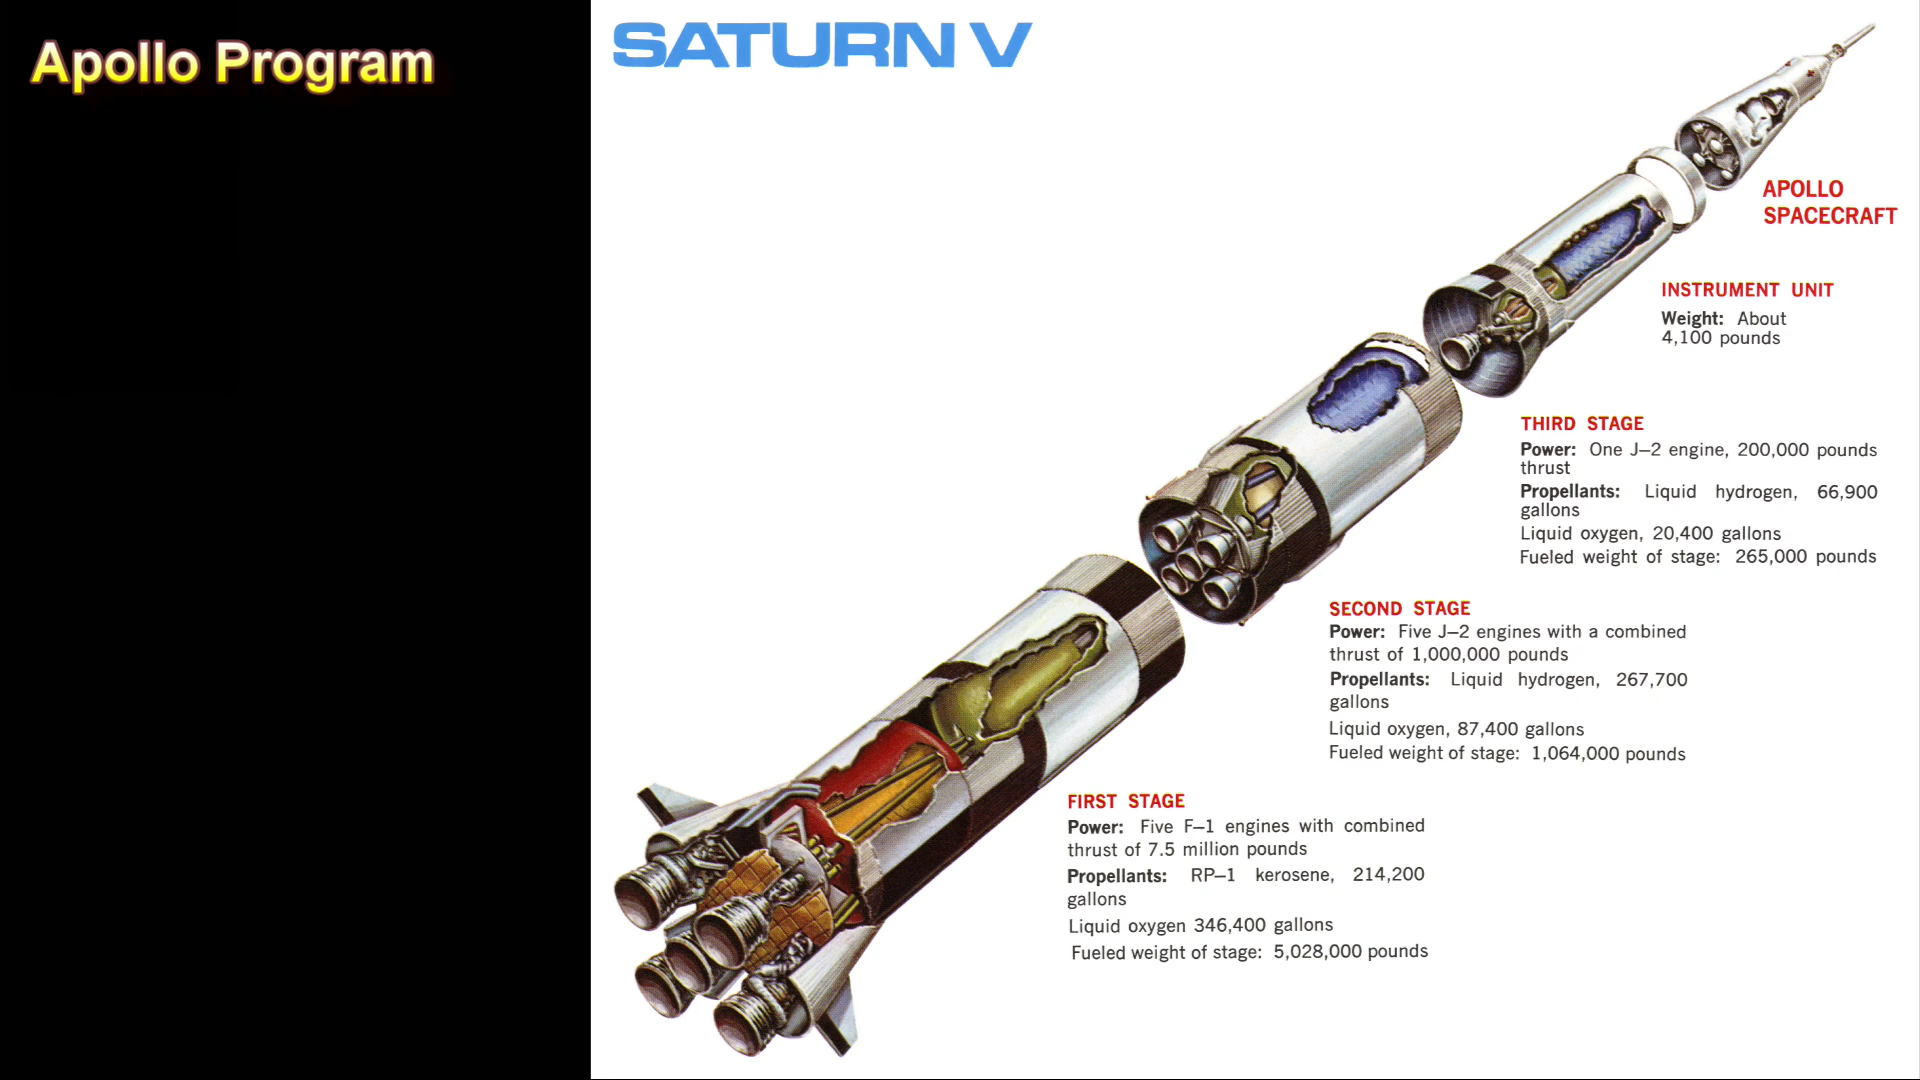 Apollo Program
SATURN V
APOLLO
SPACECRAFT
INSTRUMENT UNIT
Weight: About
4,100 pounds
THIRD STAGE
Power: One J–2 engine, 200,000 pounds
thrust
Propellants: Liquid hydrogen, 66,900
gallons
Liquid oxygen, 20,400 gallons
Fueled weight of stage: 265,000 pounds
SECOND STAGE
Power: Five J–2 engines with a combined
thrust of 1,000,000 pounds
Propellants: Liquid hydrogen, 267,700
gallons
Liquid oxygen, 87,400 gallons
Fueled weight of stage: 1,064,000 pounds
FIRST STAGE
Power: Five F–1 engines with combined
thrust of 7.5 million pounds
Propellants: RP–1 kerosene, 214,200
gallons
Liquid oxygen 346,400 gallons
Fueled weight of stage: 5,028,000 pounds